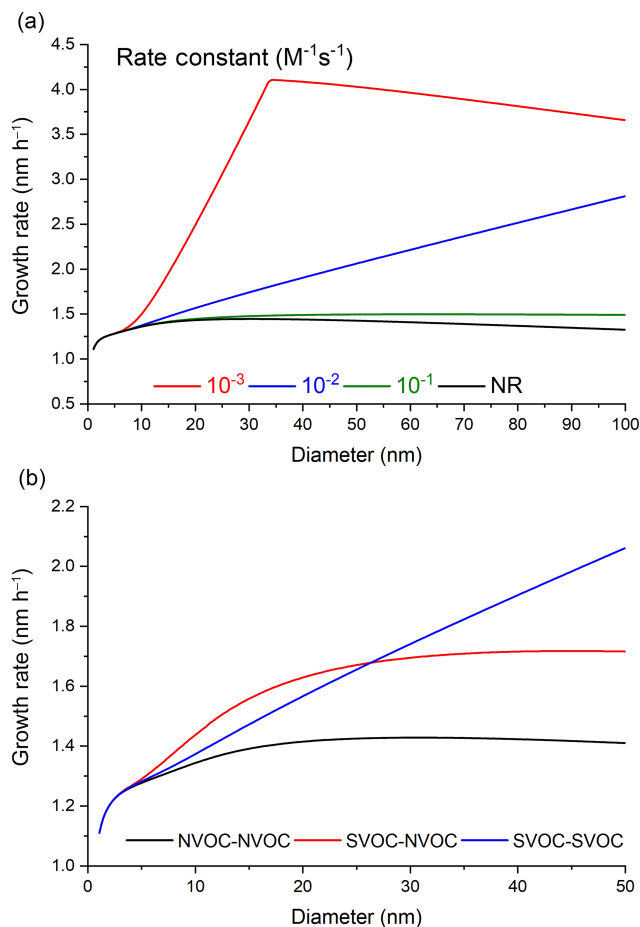 (a)
Rate constant (M⁻¹s⁻¹)
Growth rate (nm h⁻¹)
4.5
4.0
3.5
3.0
2.5
2.0
1.5
1.0
0.5
10⁻³ 10⁻² 10⁻¹ NR
0 10 20 30 40 50 60 70 80 90 100
Diameter (nm)
(b)
Growth rate (nm h⁻¹)
2.2
2.0
1.8
1.6
1.4
1.2
1.0
NVOC-NVOC SVOC-NVOC SVOC-SVOC
0 10 20 30 40 50
Diameter (nm)